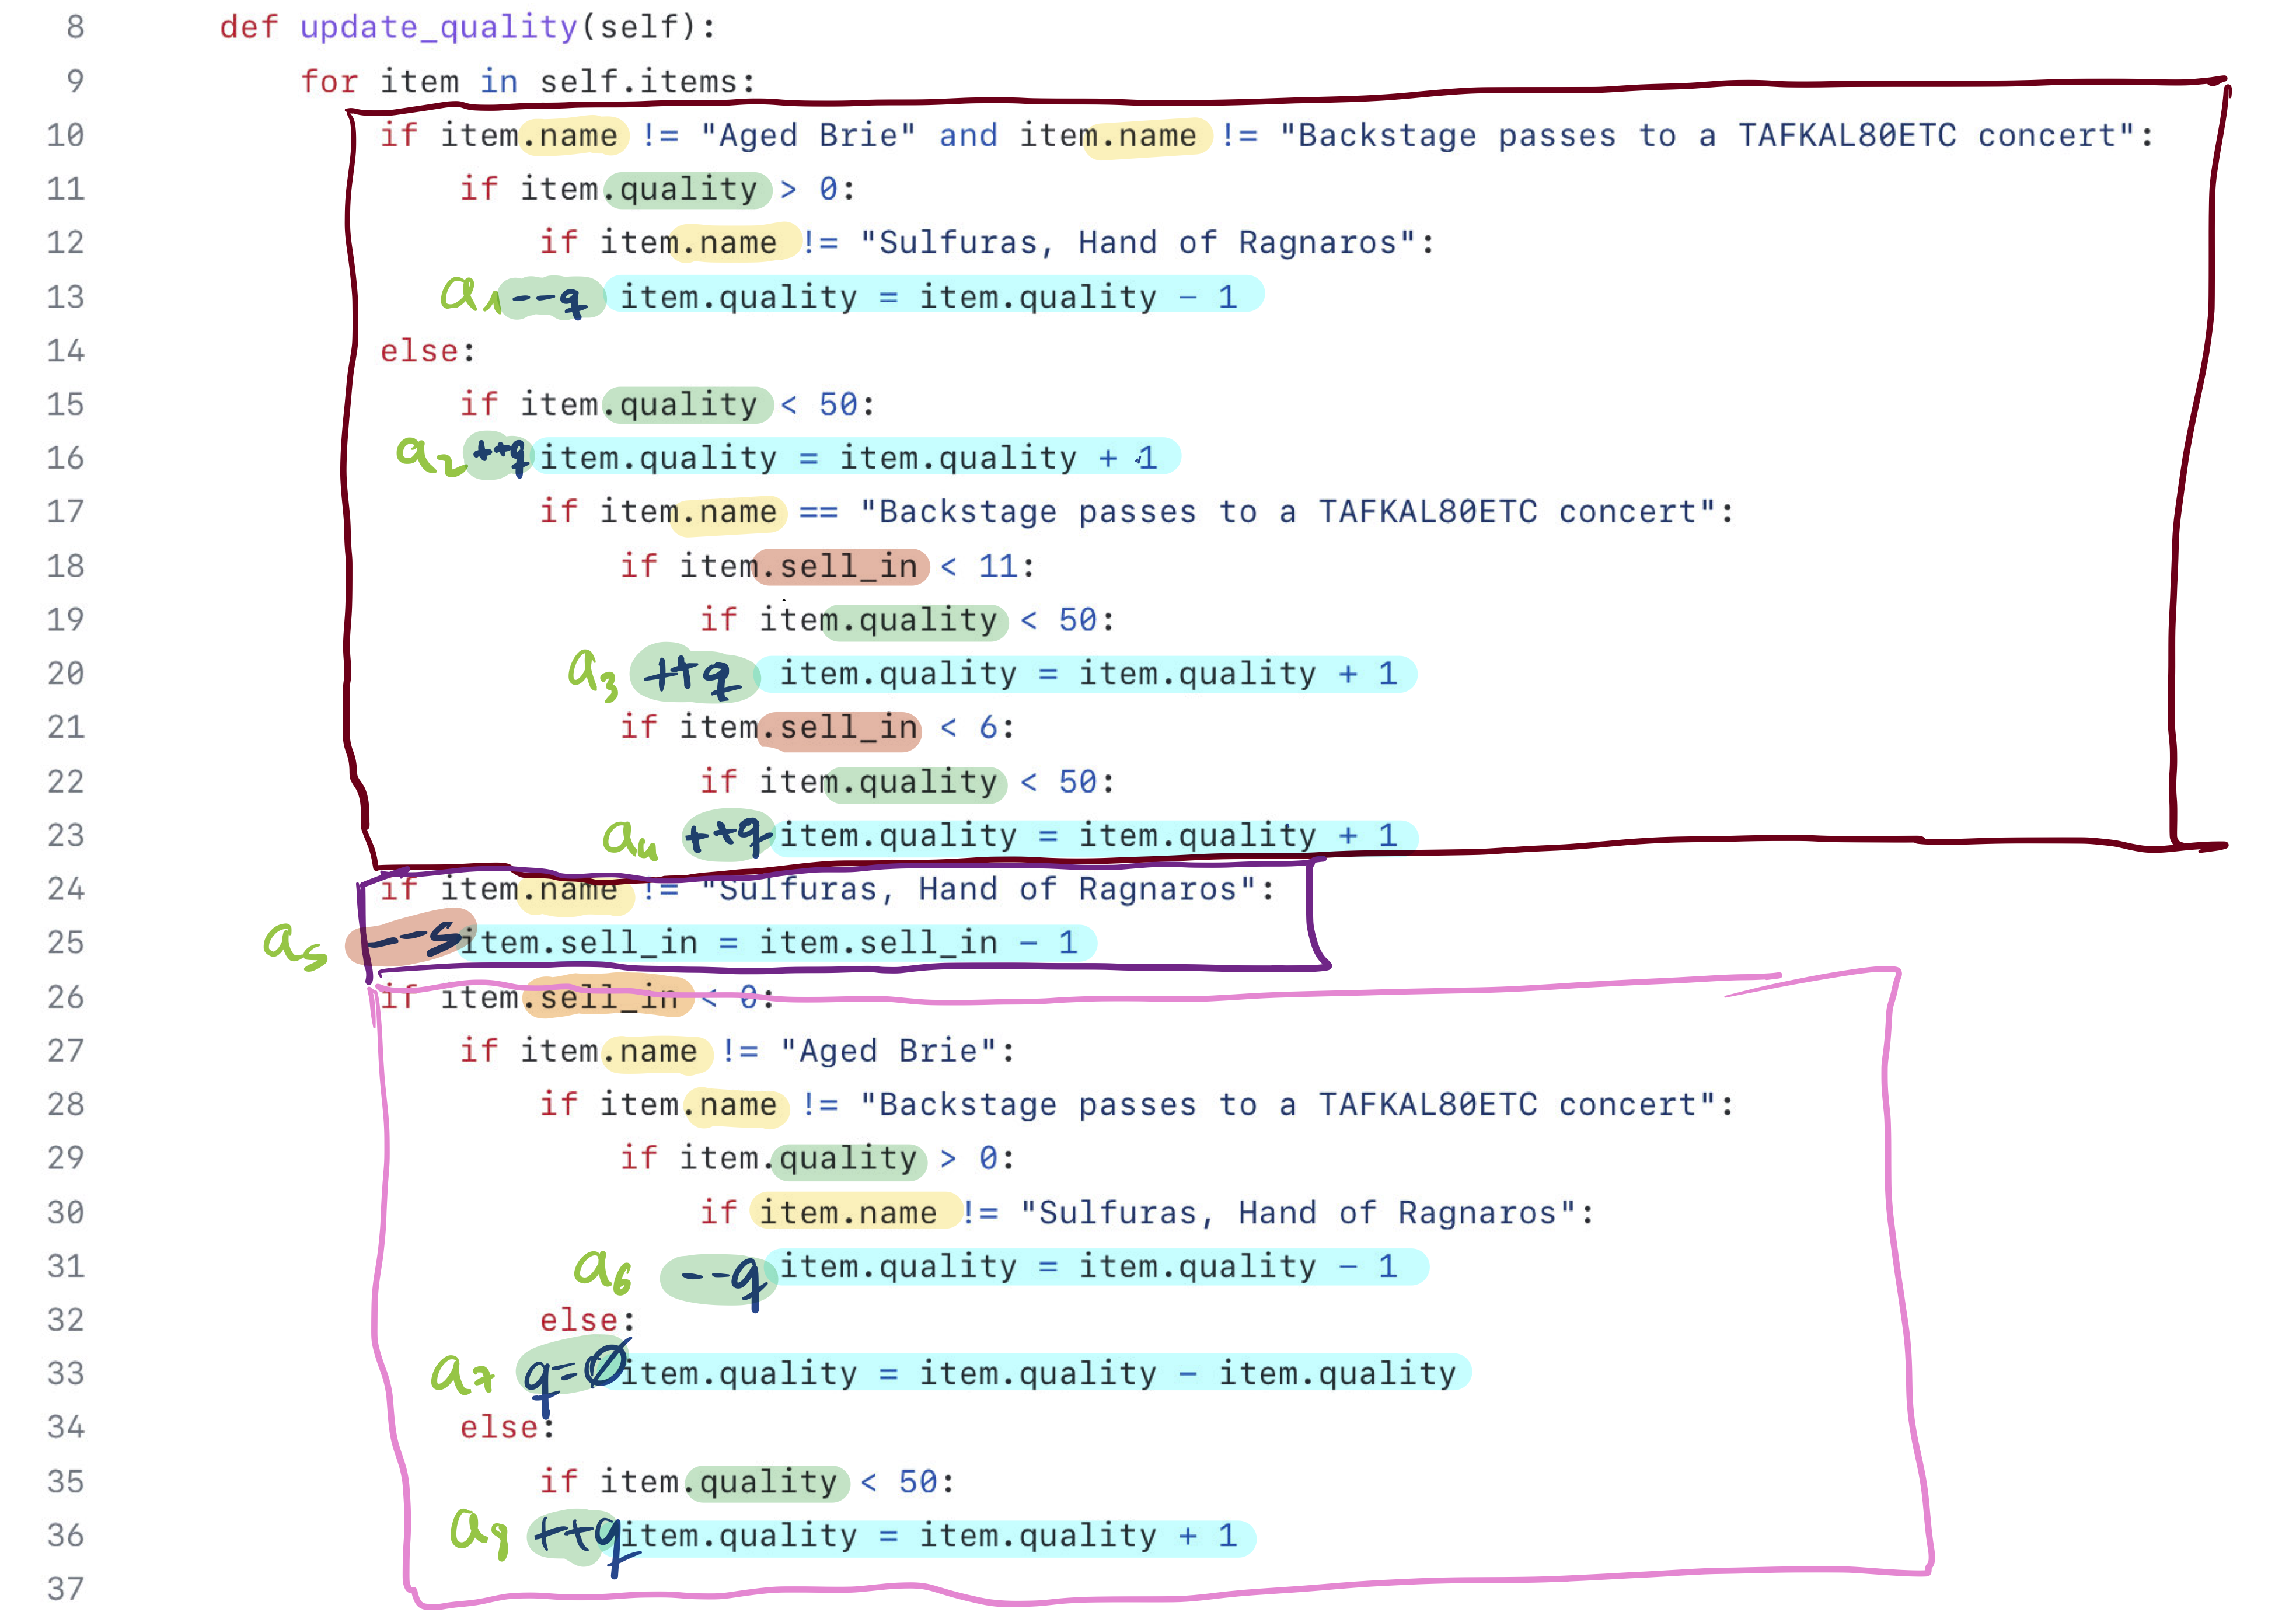 8 def update_quality(self):
9 for item in self.items:
10 if item.name != "Aged Brie" and item.name != "Backstage passes to a TAFKAL80ETC concert":
11 if item.quality > 0:
12 if item.name != "Sulfuras, Hand of Ragnaros":
13 a1 --q item.quality = item.quality - 1
14 else:
15 if item.quality < 50:
16 a2 ++q item.quality = item.quality + 1
17 if item.name == "Backstage passes to a TAFKAL80ETC concert":
18 if item.sell_in < 11:
19 if item.quality < 50:
20 a3 ++q item.quality = item.quality + 1
21 if item.sell_in < 6:
22 if item.quality < 50:
23 a4 ++q item.quality = item.quality + 1
24 if item.name != "Sulfuras, Hand of Ragnaros":
25 a5 --s item.sell_in = item.sell_in - 1
26 if item.sell_in < 0:
27 if item.name != "Aged Brie":
28 if item.name != "Backstage passes to a TAFKAL80ETC concert":
29 if item.quality > 0:
30 if item.name != "Sulfuras, Hand of Ragnaros":
31 a6 --q item.quality = item.quality - 1
32 else:
33 a7 q=0 item.quality = item.quality - item.quality
34 else:
35 if item.quality < 50:
36 ++q item.quality = item.quality + 1
37